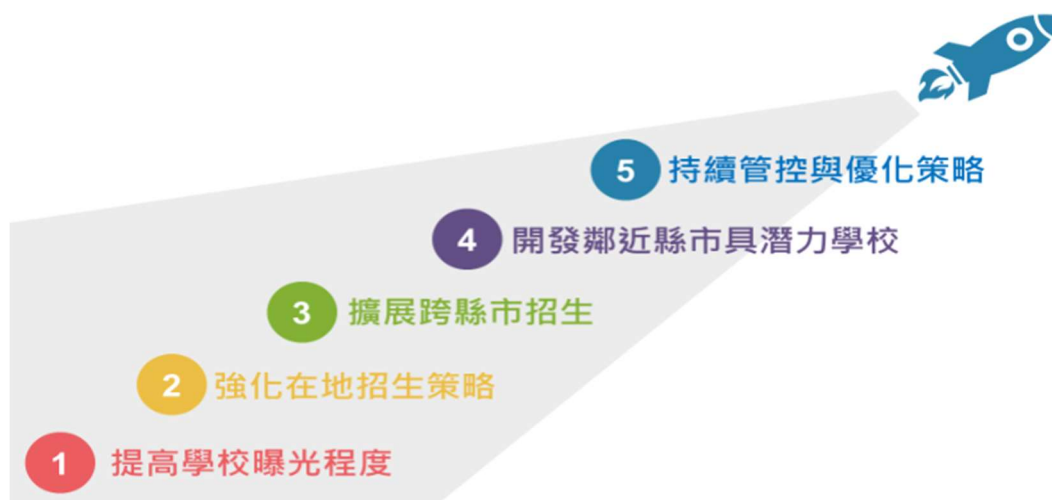 5 持續管控與優化策略
4 開發鄰近縣市具潛力學校
3 擴展跨縣市招生
2 強化在地招生策略
1 提高學校曝光程度